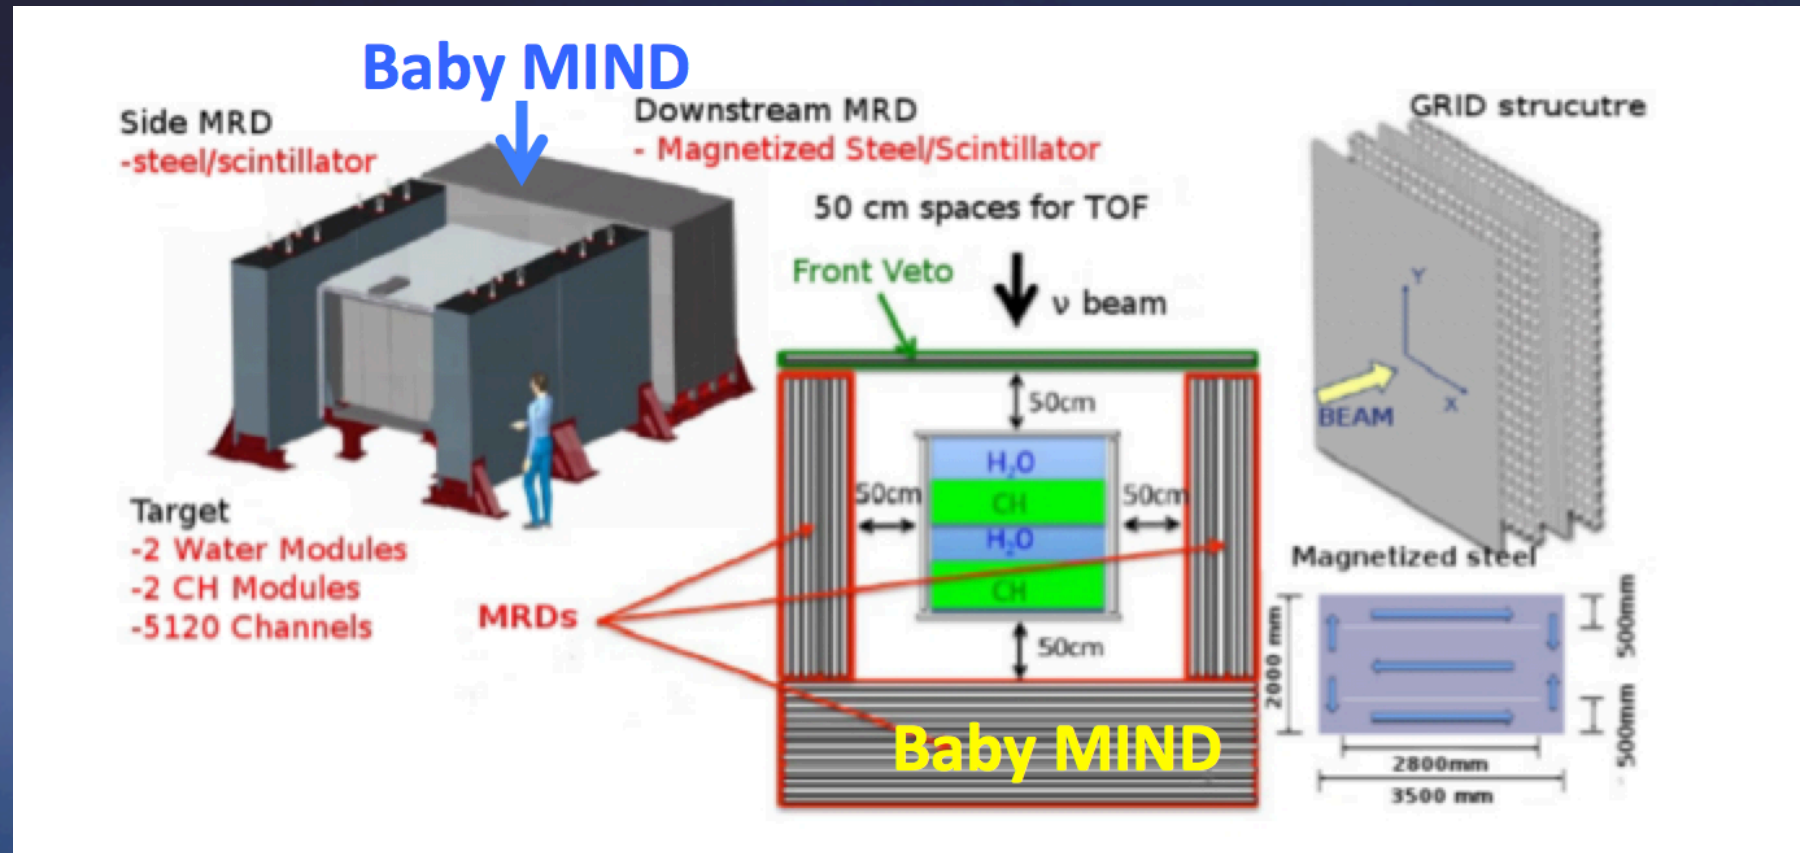 Baby MIND
Side MRD
-steel/scintillator
Downstream MRD
- Magnetized Steel/Scintillator
50 cm spaces for TOF
Front Veto
ν beam
GRID strucutre
Y
X
BEAM
50cm
H₂O
CH
H₂O
CH
50cm
50cm
50cm
Target
-2 Water Modules
-2 CH Modules
-5120 Channels
MRDs
Baby MIND
Magnetized steel
2000 mm
500mm
500mm
2800mm
3500 mm